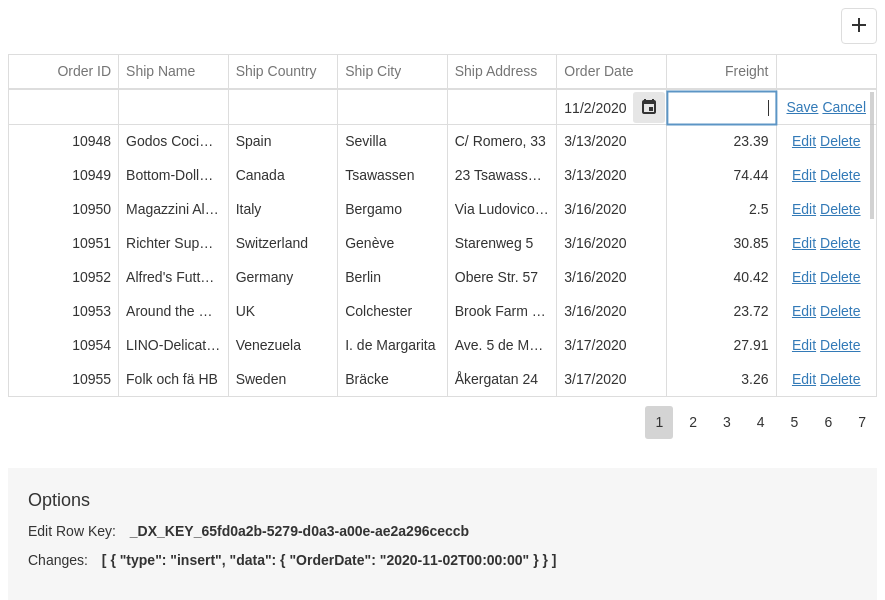 +
Order ID Ship Name Ship Country Ship City Ship Address Order Date Freight
11/2/2020 Save Cancel
10948 Godos Coci… Spain Sevilla C/ Romero, 33 3/13/2020 23.39 Edit Delete
10949 Bottom-Doll… Canada Tsawassen 23 Tsawass… 3/13/2020 74.44 Edit Delete
10950 Magazzini Al… Italy Bergamo Via Ludovico… 3/16/2020 2.5 Edit Delete
10951 Richter Sup… Switzerland Genève Starenweg 5 3/16/2020 30.85 Edit Delete
10952 Alfred's Futt… Germany Berlin Obere Str. 57 3/16/2020 40.42 Edit Delete
10953 Around the … UK Colchester Brook Farm … 3/16/2020 23.72 Edit Delete
10954 LINO-Delicat… Venezuela I. de Margarita Ave. 5 de M… 3/17/2020 27.91 Edit Delete
10955 Folk och fä HB Sweden Bräcke Åkergatan 24 3/17/2020 3.26 Edit Delete
1 2 3 4 5 6 7
Options
Edit Row Key: _DX_KEY_65fd0a2b-5279-d0a3-a00e-ae2a296ceccb
Changes: [ { "type": "insert", "data": { "OrderDate": "2020-11-02T00:00:00" } } ]